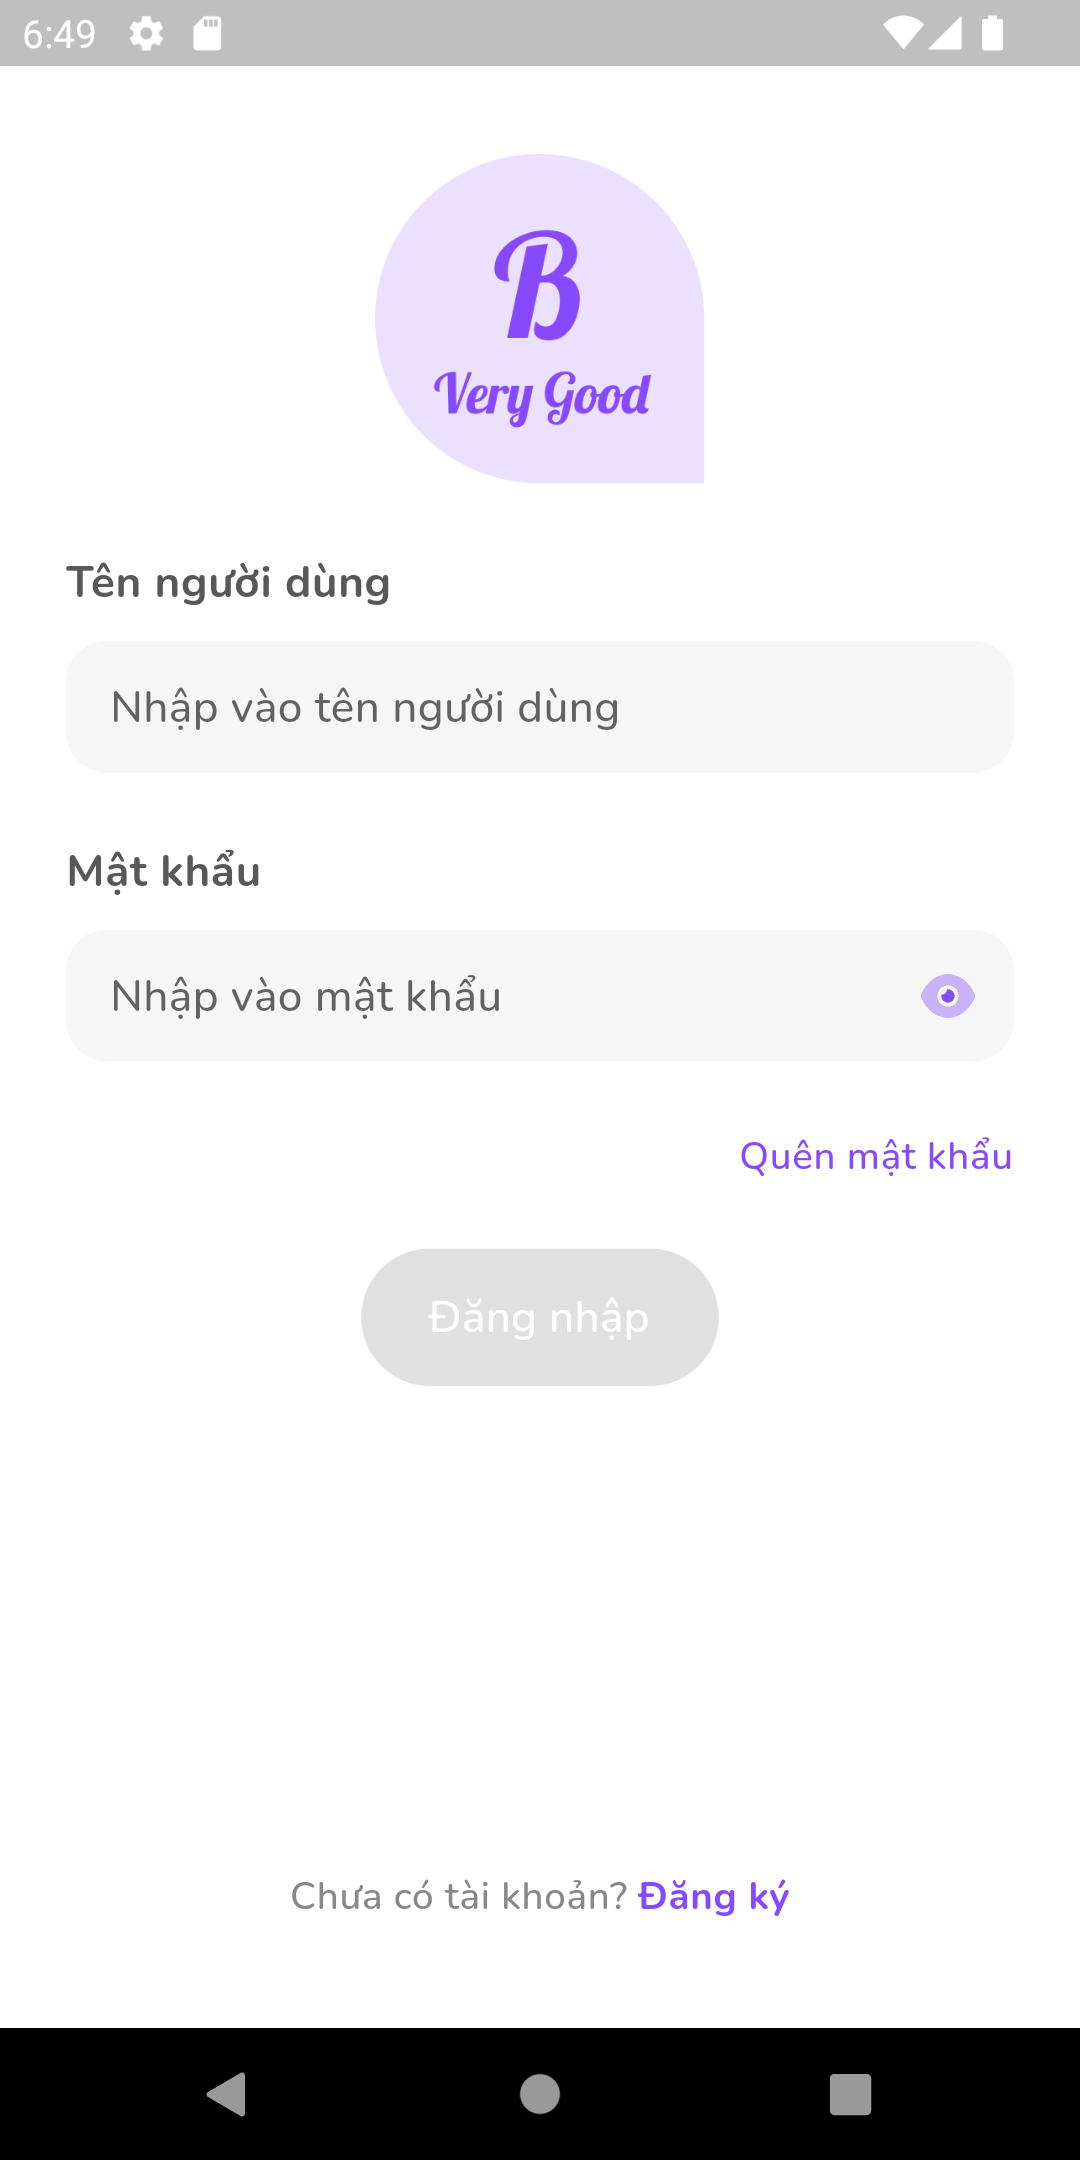 6:49
B
Very Good
Tên người dùng
Nhập vào tên người dùng
Mật khẩu
Nhập vào mật khẩu
Quên mật khẩu
Đăng nhập
Chưa có tài khoản? Đăng ký